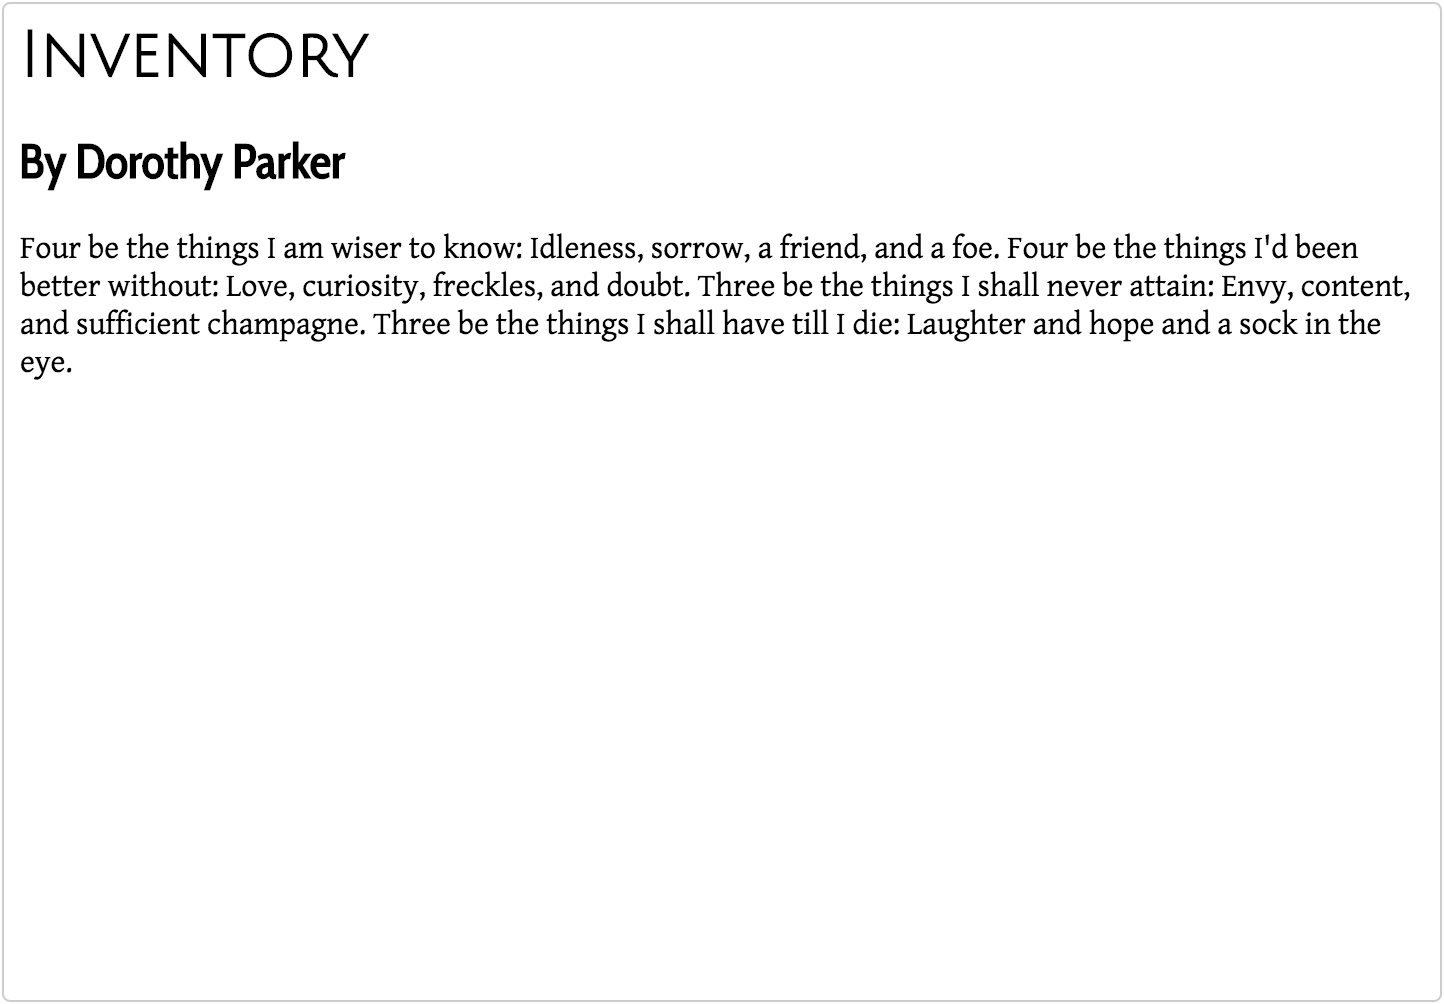 Inventory
By Dorothy Parker
Four be the things I am wiser to know: Idleness, sorrow, a friend, and a foe. Four be the things I'd been
better without: Love, curiosity, freckles, and doubt. Three be the things I shall never attain: Envy, content,
and sufficient champagne. Three be the things I shall have till I die: Laughter and hope and a sock in the
eye.